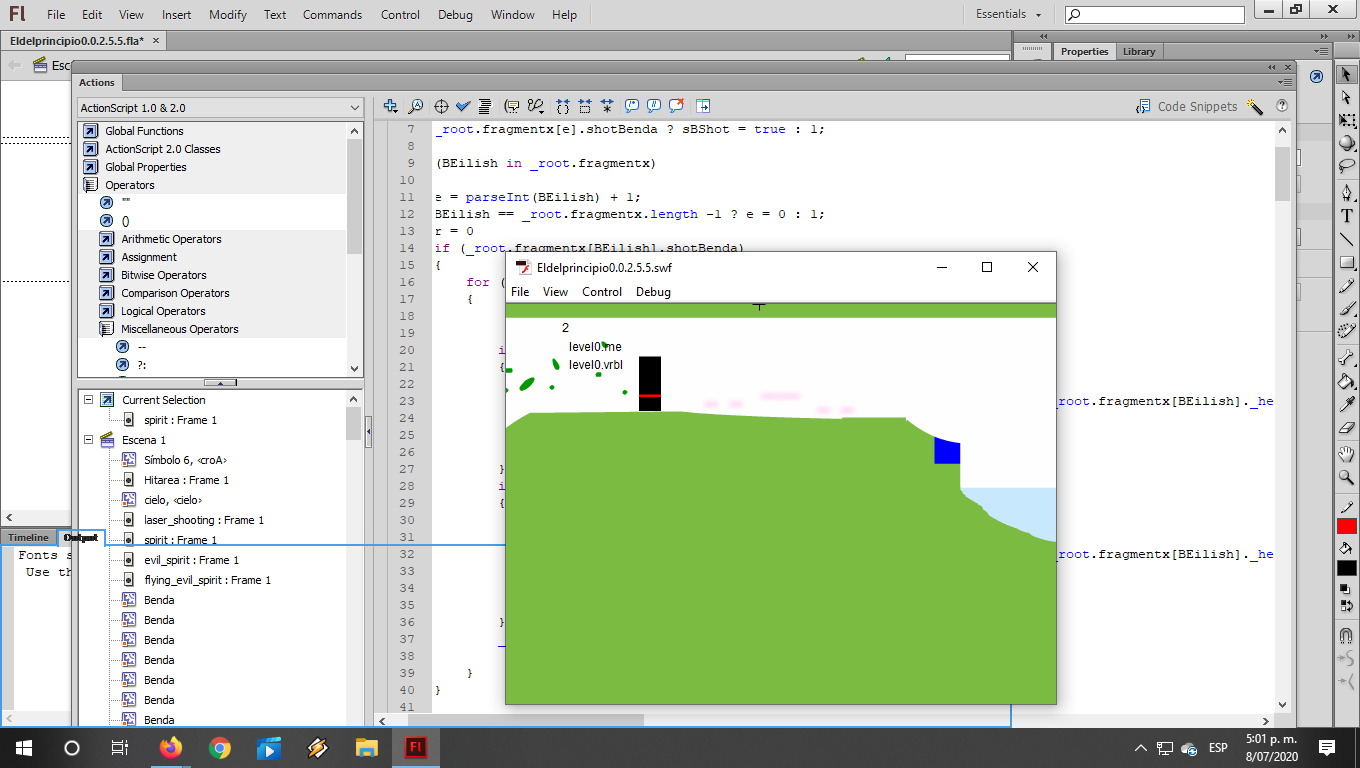 Fl File Edit View Insert Modify Text Commands Control Debug Window Help Essentials
Eldelprincipio0.0.2.5.5.fla* ×
Esc
Properties Library
Actions
ActionScript 1.0 & 2.0
Code Snippets
Global Functions
ActionScript 2.0 Classes
Global Properties
Operators
""
()
Arithmetic Operators
Assignment
Bitwise Operators
Comparison Operators
Logical Operators
Miscellaneous Operators
--
?:
Current Selection
spirit : Frame 1
Escena 1
Símbolo 6, <croA>
Hitarea : Frame 1
cielo, <cielo>
laser_shooting : Frame 1
spirit : Frame 1
evil_spirit : Frame 1
flying_evil_spirit : Frame 1
Benda
Benda
Benda
Benda
Benda
Benda
Benda
7 _root.fragmentx[e].shotBenda ? sBShot = true : 1;
8
9 (BEilish in _root.fragmentx)
10
11 e = parseInt(BEilish) + 1;
12 BEilish == _root.fragmentx.length -1 ? e = 0 : 1;
13 r = 0
14 if (_root.fragmentx[BEilish].shotBenda)
15 {
16 for (
17 {
18
19
20 i
21 {
22
23 _root.fragmentx[BEilish]._he
24
25
26
27 }
28 i
29 {
30
31
32 _root.fragmentx[BEilish]._he
33
34
35
36 }
37 _
38
39 }
40 }
41
Eldelprincipio0.0.2.5.5.swf
File View Control Debug
2
level0.me
level0.vrbl
Timeline Output
Fonts s
Use th
ESP
5:01 p. m.
8/07/2020